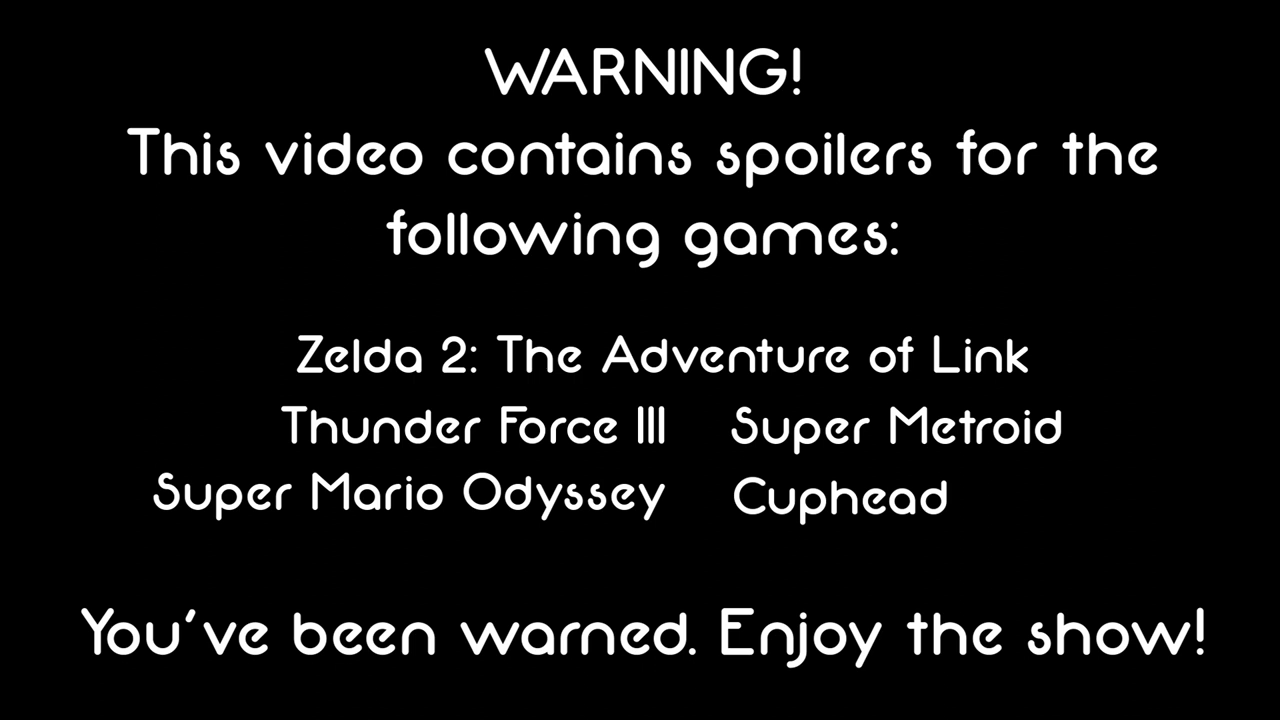 WARNING!
This video contains spoilers for the
following games:
Zelda 2: The Adventure of Link
Thunder Force III Super Metroid
Super Mario Odyssey Cuphead
You've been warned. Enjoy the show!